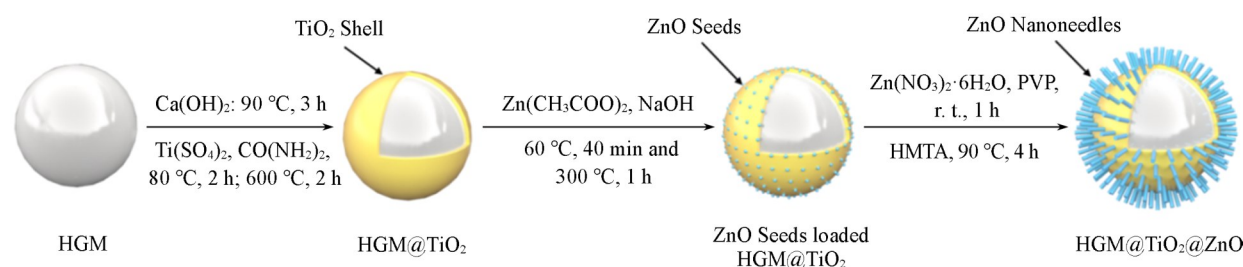 TiO₂ Shell
ZnO Seeds
ZnO Nanoneedles
Ca(OH)₂: 90 ℃, 3 h
Ti(SO₄)₂, CO(NH₂)₂,
80 ℃, 2 h; 600 ℃, 2 h
Zn(CH₃COO)₂, NaOH
60 ℃, 40 min and
300 ℃, 1 h
Zn(NO₃)₂·6H₂O, PVP,
r. t., 1 h
HMTA, 90 ℃, 4 h
HGM
HGM@TiO₂
ZnO Seeds loaded
HGM@TiO₂
HGM@TiO₂@ZnO